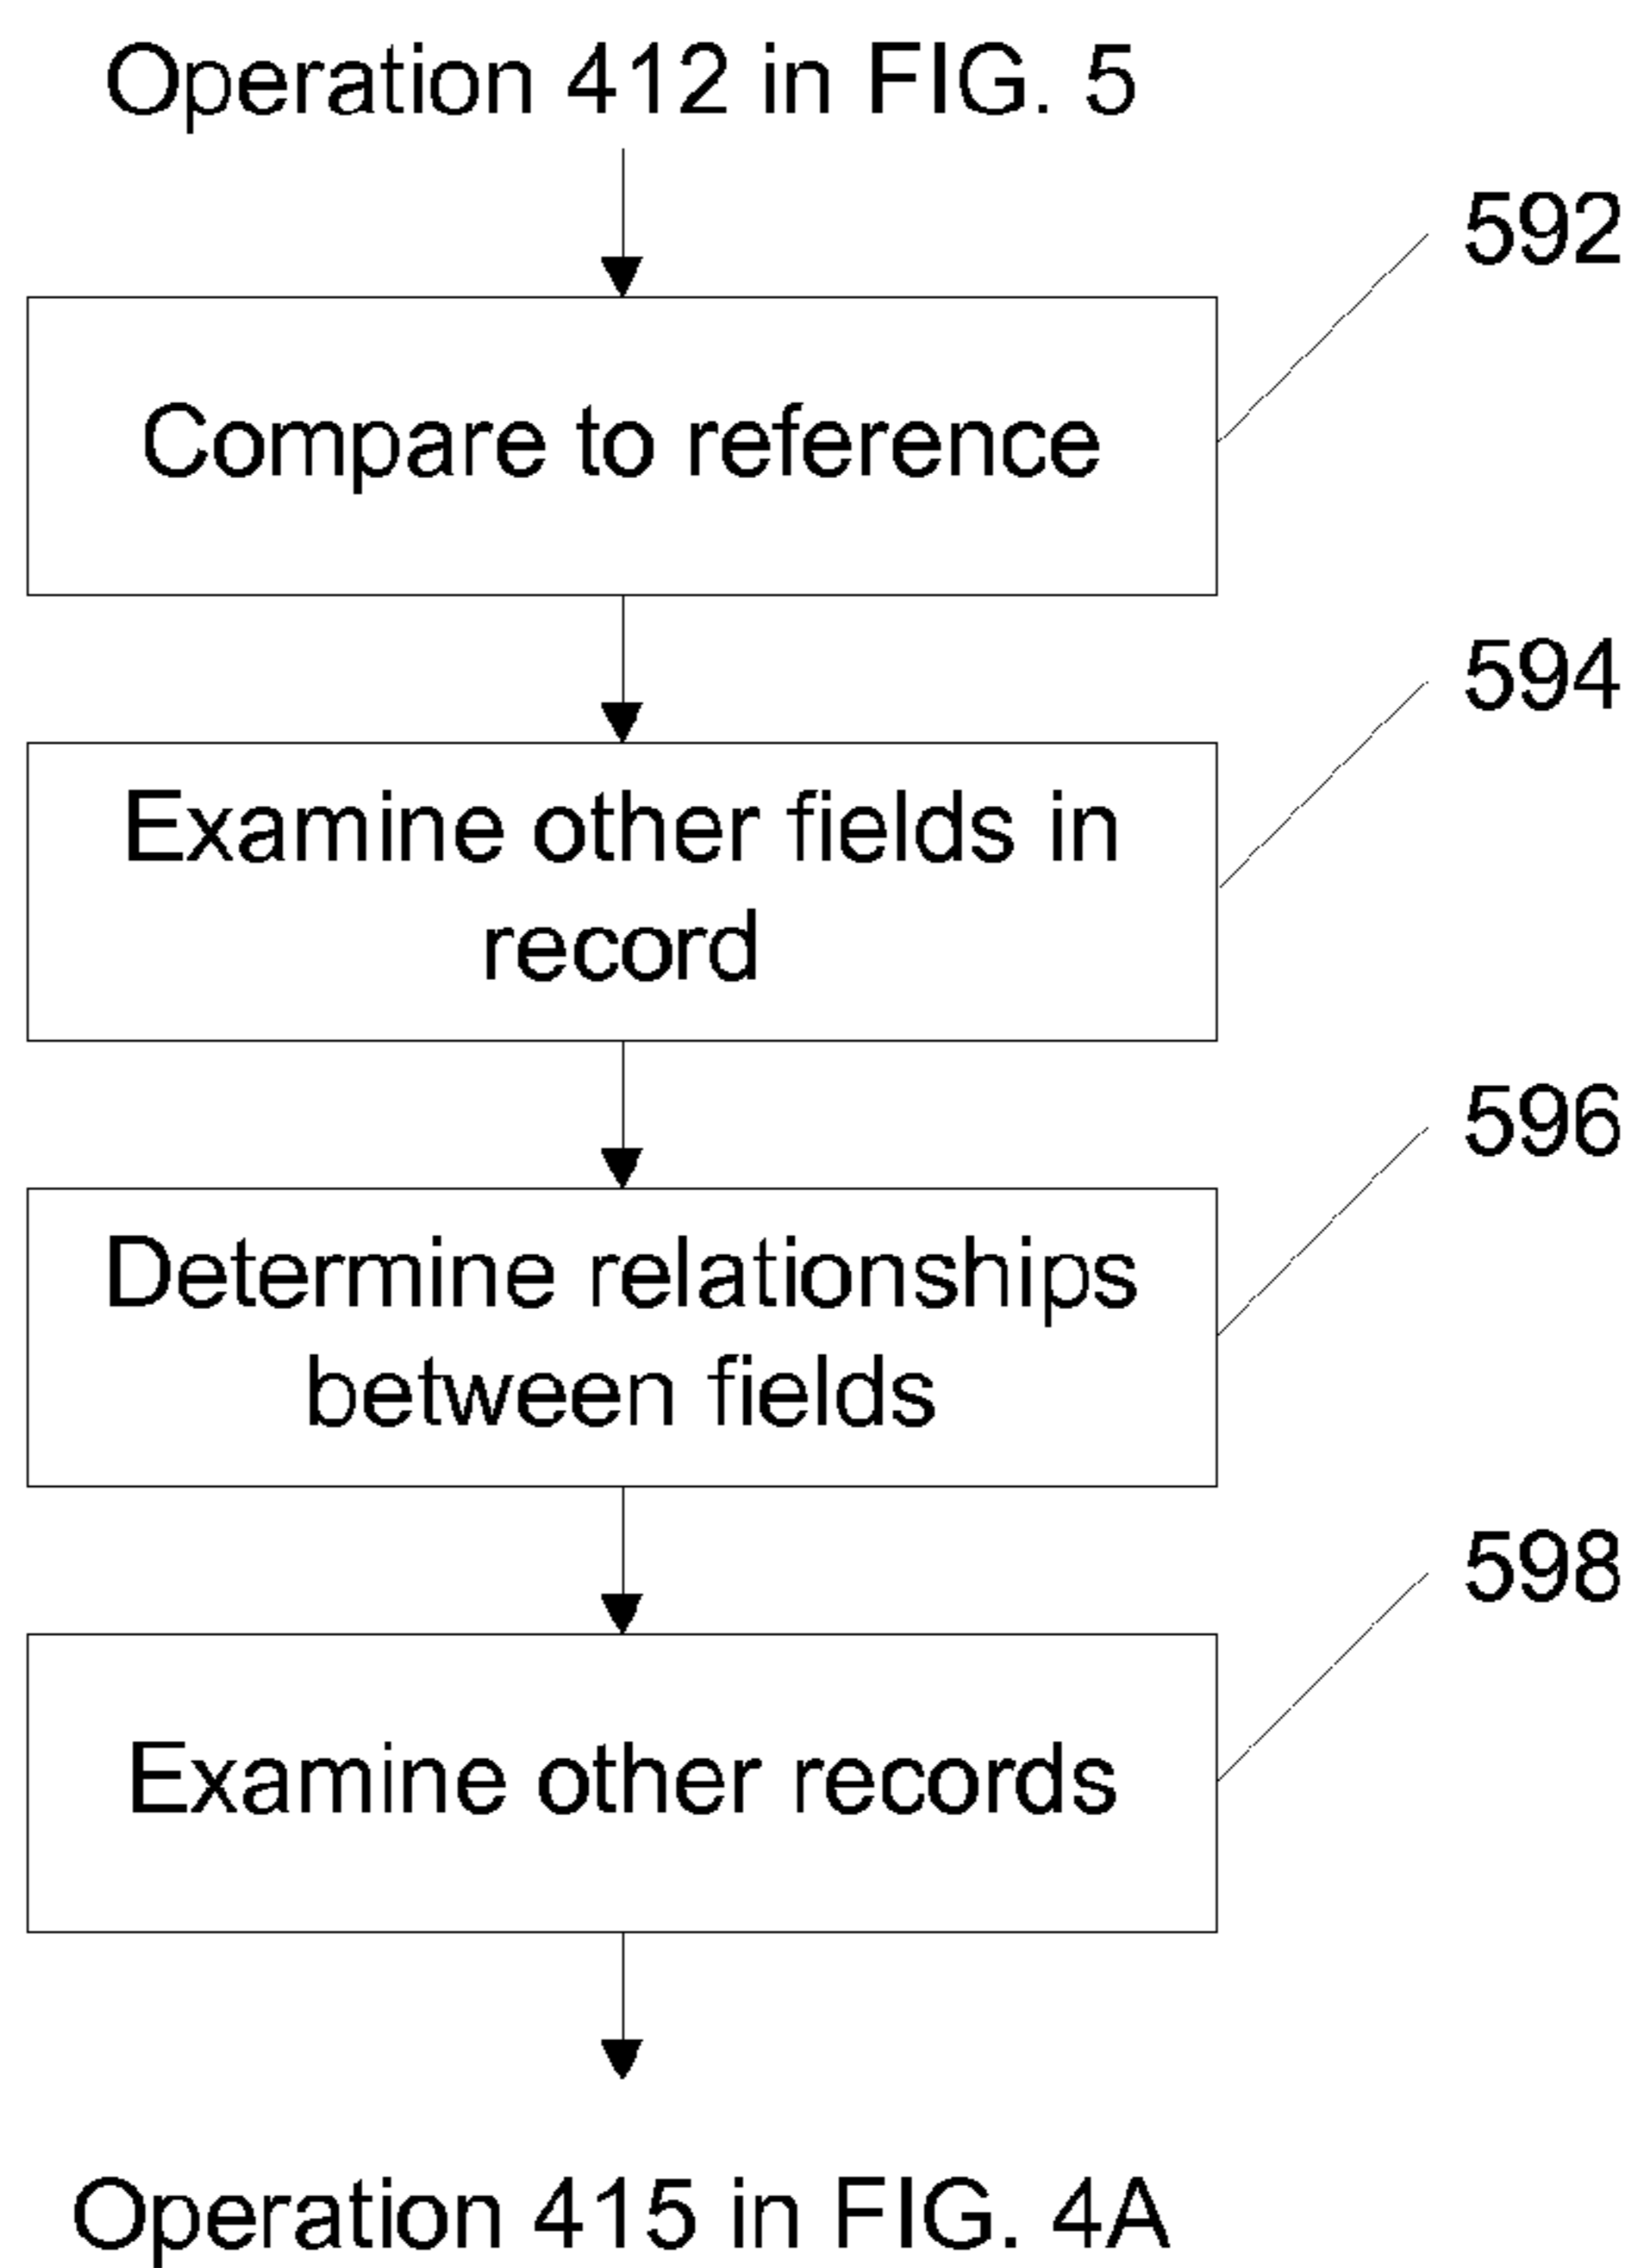 Operation 412 in FIG. 5
592
Compare to reference
594
Examine other fields in
record
596
Determine relationships
between fields
598
Examine other records
Operation 415 in FIG. 4A